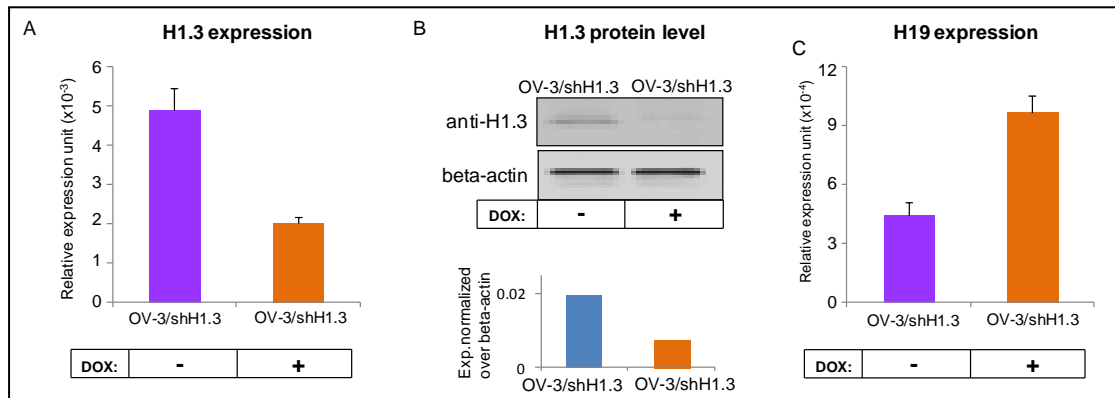 A
H1.3 expression
Relative expression unit (x10-3)
6
5
4
3
2
1
0
OV-3/shH1.3 OV-3/shH1.3
DOX: - +
B
H1.3 protein level
OV-3/shH1.3 OV-3/shH1.3
anti-H1.3
beta-actin
DOX: - +
Exp.normalized
over beta-actin
0.02
0
OV-3/shH1.3 OV-3/shH1.3
C
H19 expression
Relative expression unit (x10-4)
12
9
6
3
0
OV-3/shH1.3 OV-3/shH1.3
DOX: - +